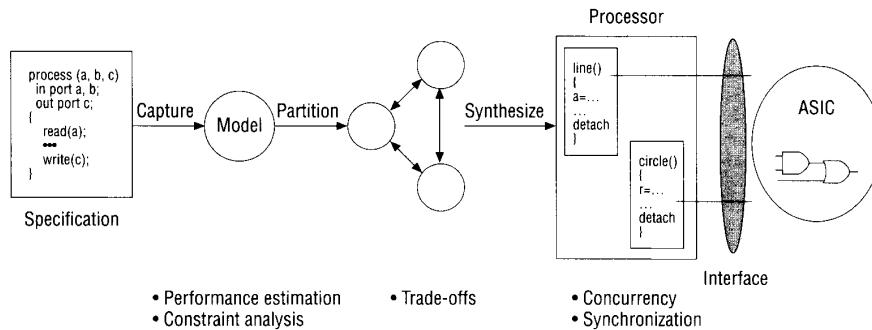 Processor
process (a, b, c)
in port a, b;
out port c;
{
read(a);
•••
write(c);
}
Specification
Capture
Model
Partition
Synthesize
line()
{
a=...
...
detach
}
circle()
{
r=...
...
detach
}
ASIC
Interface
• Performance estimation
• Constraint analysis
• Trade-offs
• Concurrency
• Synchronization